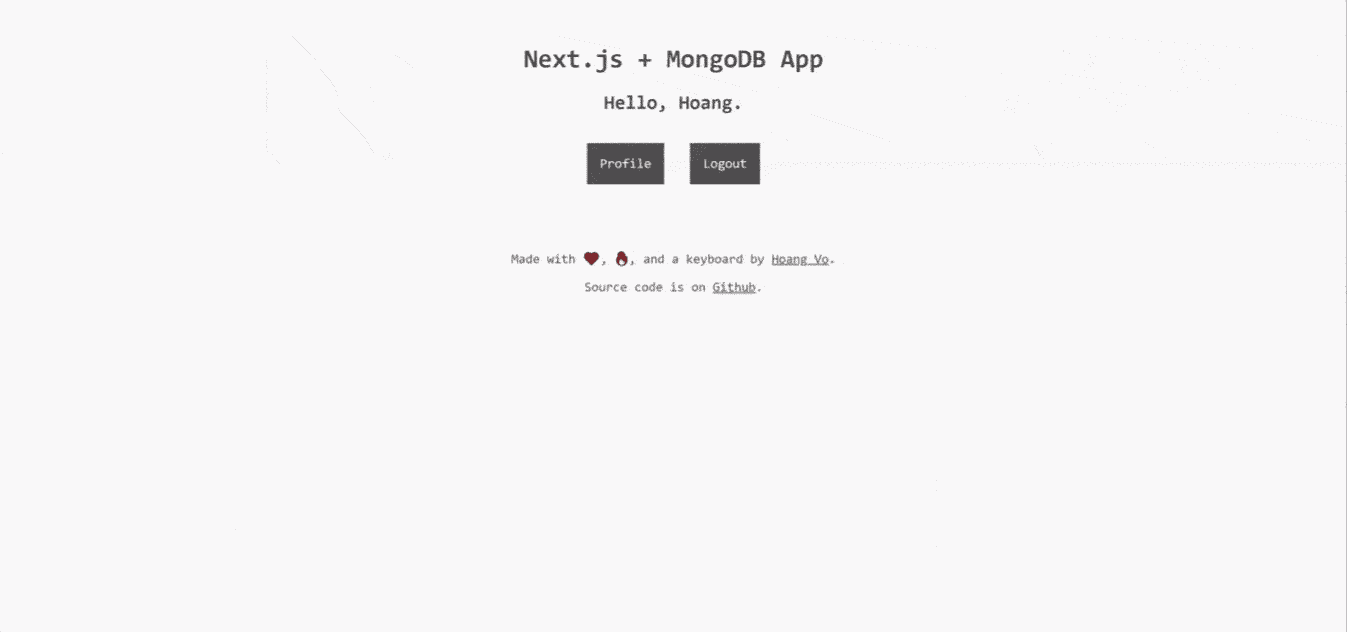 Next.js + MongoDB App
Hello, Hoang.
Profile Logout
Made with ❤, 🔥, and a keyboard by Hoang Vo.
Source code is on Github.